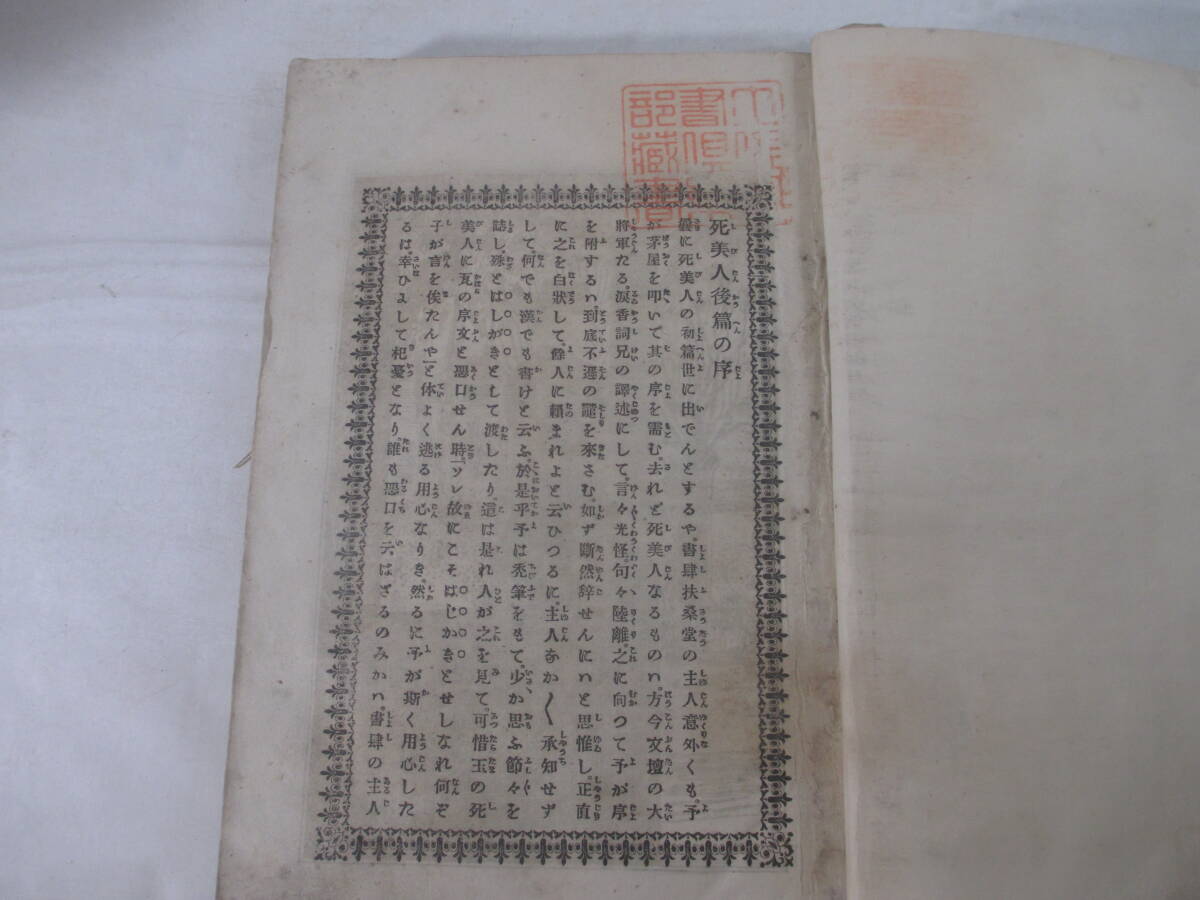 死美人後篇の序
曩に死美人の初篇世に出でんとするや。書肆扶桑堂の主人意外くも。予
が茅屋を叩いて其の序を需む。去れど死美人なるものハ。方今文壇の大
將軍たる。涙香詞兄の譯述にして。言々光怪。句々陸離。之に向つて予が序
を附するハ。到底不遜の譴を來さむ。如ず斷然辞せんにハと思惟し。正直
に之を白狀して。餘人に賴まれよと云ひつるに。主人なか〱承知せず
して。何でも漢でも書けと云ふ。於是乎予は禿筆をもて。少か思ふ節々を
誌し。殊とはしがきとして渡したり。這は是れ人が之を見て。可惜玉の死
美人に瓦の序文と惡口せん時。「ソレ故にこそはしがきとせしなれ何ぞ
子が言を俟たんや」と体よく逃る用心なりき。然るに予が斯く用心した
るは。幸ひよして杞憂となり。誰も惡口を云はざるのみかハ。書肆の主人
部藏書